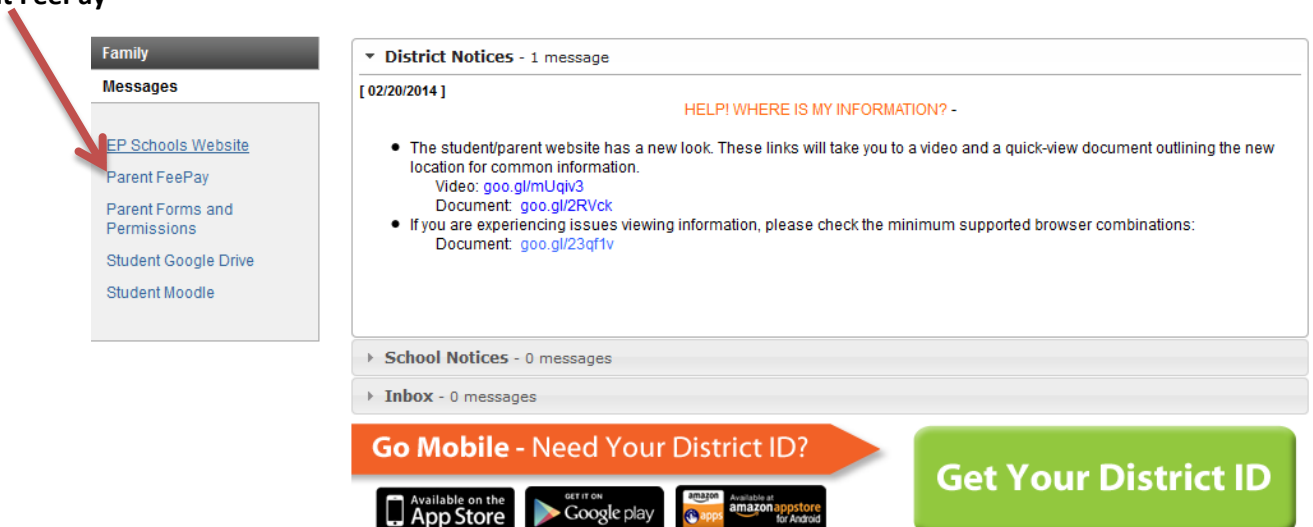 FeePay
Family
Messages
EP Schools Website
Parent FeePay
Parent Forms and
Permissions
Student Google Drive
Student Moodle
District Notices - 1 message
[ 02/20/2014 ]
HELP! WHERE IS MY INFORMATION? -
● The student/parent website has a new look. These links will take you to a video and a quick-view document outlining the new
location for common information.
Video: goo.gl/mUqiv3
Document: goo.gl/2RVck
● If you are experiencing issues viewing information, please check the minimum supported browser combinations:
Document: goo.gl/23qf1v
School Notices - 0 messages
Inbox - 0 messages
Go Mobile - Need Your District ID?
Available on the
App Store
GET IT ON
Google play
amazon
apps
Available at
amazon appstore
for Android
Get Your District ID